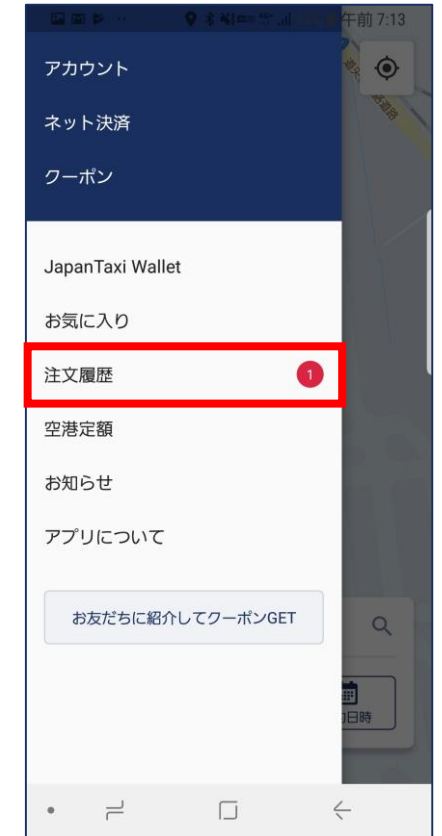 午前 7:13
アカウント
ネット決済
クーポン
JapanTaxi Wallet
お気に入り
注文履歴
1
空港定額
お知らせ
アプリについて
お友だちに紹介してクーポンGET
日時